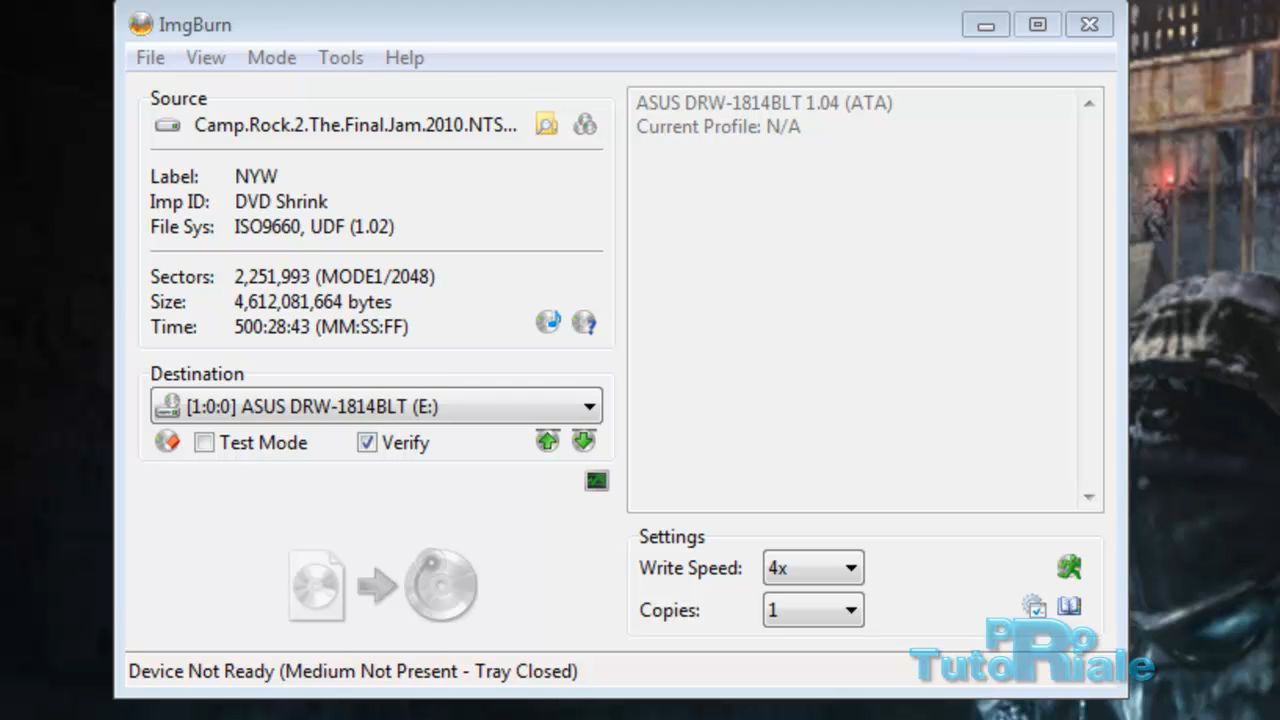 ImgBurn
File View Mode Tools Help
Source
Camp.Rock.2.The.Final.Jam.2010.NTS...
Label: NYW
Imp ID: DVD Shrink
File Sys: ISO9660, UDF (1.02)
Sectors: 2,251,993 (MODE1/2048)
Size: 4,612,081,664 bytes
Time: 500:28:43 (MM:SS:FF)
Destination
[1:0:0] ASUS DRW-1814BLT (E:)
Test Mode Verify
ASUS DRW-1814BLT 1.04 (ATA)
Current Profile: N/A
Settings
Write Speed: 4x
Copies: 1
Device Not Ready (Medium Not Present - Tray Closed)
PRo
TutoRiale